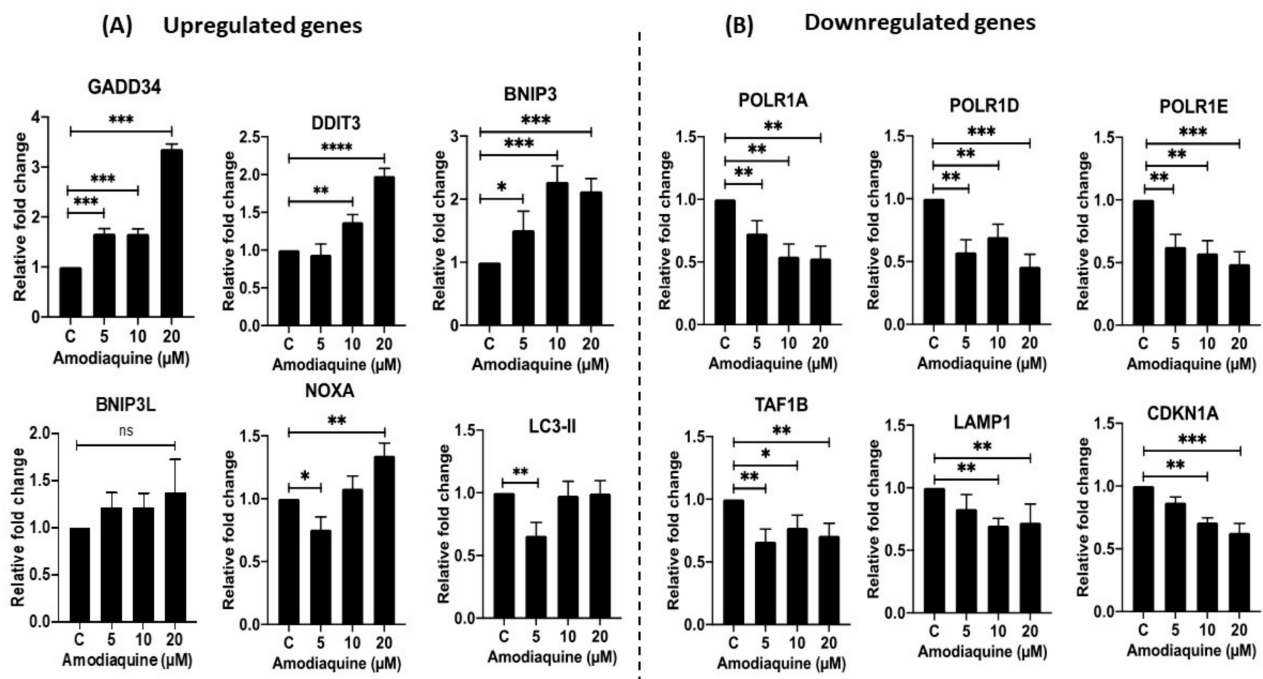 (A) Upregulated genes
GADD34
Relative fold change
4
3
2
1
0
***
***
***
C 5 10 20
Amodiaquine (µM)
DDIT3
Relative fold change
2.5
2.0
1.5
1.0
0.5
0.0
****
**
C 5 10 20
Amodiaquine (µM)
BNIP3
Relative fold change
3
2
1
0
***
***
*
C 5 10 20
Amodiaquine (µM)
BNIP3L
Relative fold change
2.0
1.5
1.0
0.5
0.0
ns
C 5 10 20
Amodiaquine (µM)
NOXA
Relative fold change
1.5
1.0
0.5
0.0
**
*
C 5 10 20
Amodiaquine (µM)
LC3-II
Relative fold change
1.5
1.0
0.5
0.0
**
C 5 10 20
Amodiaquine (µM)
(B) Downregulated genes
POLR1A
Relative fold change
1.5
1.0
0.5
0.0
**
**
**
C 5 10 20
Amodiaquine (µM)
POLR1D
Relative fold change
1.5
1.0
0.5
0.0
***
**
**
C 5 10 20
Amodiaquine (µM)
POLR1E
Relative fold change
1.5
1.0
0.5
0.0
***
**
**
C 5 10 20
Amodiaquine (µM)
TAF1B
Relative fold change
1.5
1.0
0.5
0.0
**
*
**
C 5 10 20
Amodiaquine (µM)
LAMP1
Relative fold change
1.5
1.0
0.5
0.0
**
**
C 5 10 20
Amodiaquine (µM)
CDKN1A
Relative fold change
1.5
1.0
0.5
0.0
***
**
C 5 10 20
Amodiaquine (µM)